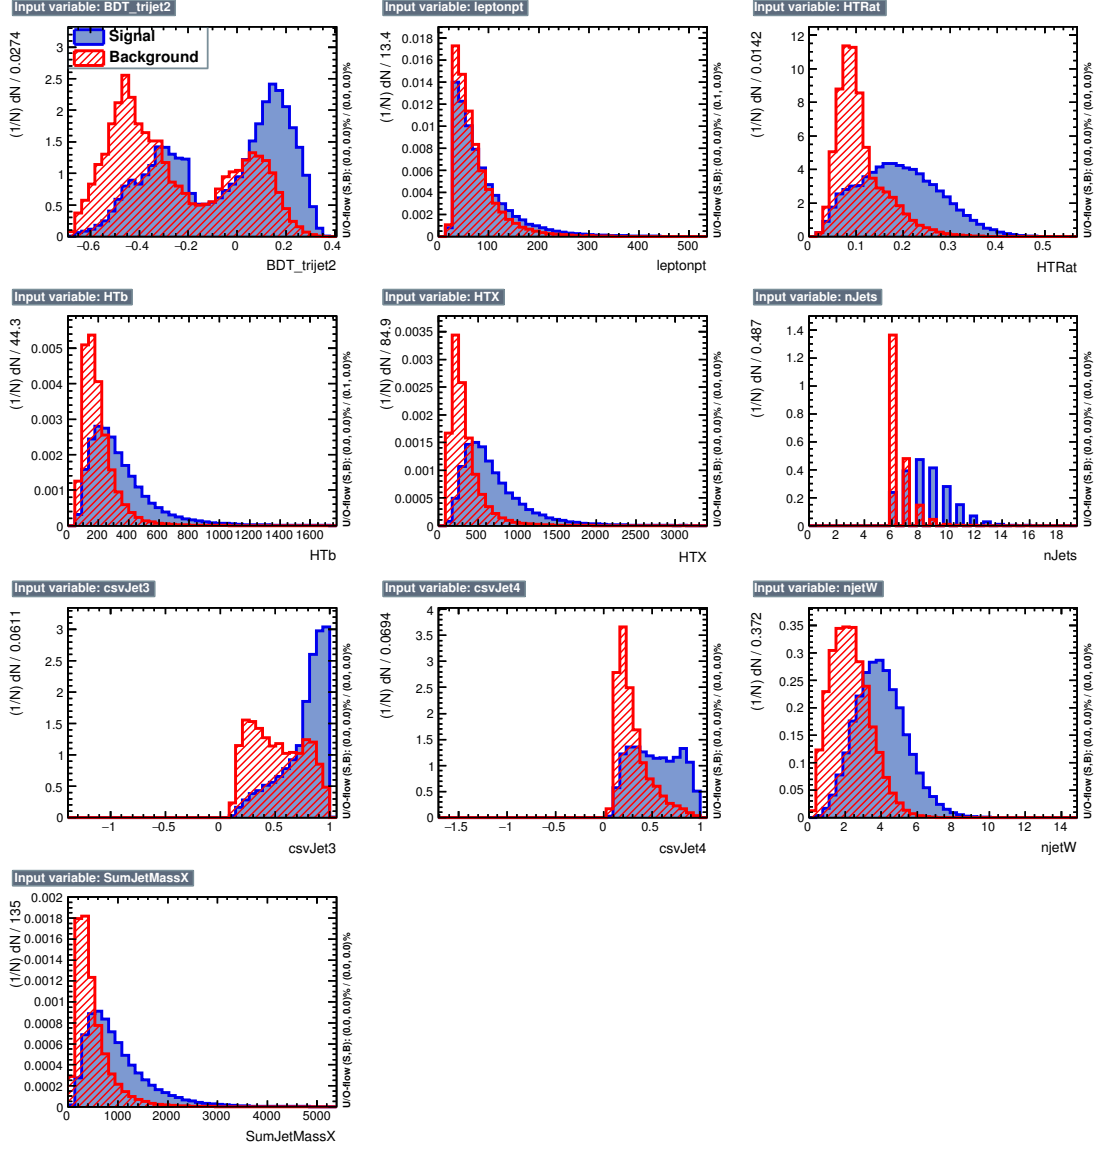 Input variable: BDT_trijet2
Signal
Background
(1/N) dN / 0.0274
3
2.5
2
1.5
1
0.5
0
−0.6 −0.4 −0.2 0 0.2 0.4
BDT_trijet2
U/O-flow (S,B): (0.0, 0.0)% / (0.0, 0.0)%
Input variable: leptonpt
(1/N) dN / 13.4
0.018
0.016
0.014
0.012
0.01
0.008
0.006
0.004
0.002
0
0 100 200 300 400 500
leptonpt
U/O-flow (S,B): (0.0, 0.0)% / (0.1, 0.0)%
Input variable: HTRat
(1/N) dN / 0.0142
12
10
8
6
4
2
0
0.1 0.2 0.3 0.4 0.5
HTRat
U/O-flow (S,B): (0.0, 0.0)% / (0.0, 0.0)%
Input variable: HTb
(1/N) dN / 44.3
0.005
0.004
0.003
0.002
0.001
0
0 200 400 600 800 1000 1200 1400 1600
HTb
U/O-flow (S,B): (0.0, 0.0)% / (0.1, 0.0)%
Input variable: HTX
(1/N) dN / 84.9
0.0035
0.003
0.0025
0.002
0.0015
0.001
0.0005
0
0 500 1000 1500 2000 2500 3000
HTX
U/O-flow (S,B): (0.0, 0.0)% / (0.0, 0.0)%
Input variable: nJets
(1/N) dN / 0.487
1.4
1.2
1
0.8
0.6
0.4
0.2
0
0 2 4 6 8 10 12 14 16 18
nJets
U/O-flow (S,B): (0.0, 0.0)% / (0.0, 0.0)%
Input variable: csvJet3
(1/N) dN / 0.0611
3
2.5
2
1.5
1
0.5
0
−1 −0.5 0 0.5 1
csvJet3
U/O-flow (S,B): (0.0, 0.0)% / (0.0, 0.0)%
Input variable: csvJet4
(1/N) dN / 0.0694
4
3.5
3
2.5
2
1.5
1
0.5
0
−1.5 −1 −0.5 0 0.5 1
csvJet4
U/O-flow (S,B): (0.0, 0.0)% / (0.0, 0.0)%
Input variable: njetW
(1/N) dN / 0.372
0.35
0.3
0.25
0.2
0.15
0.1
0.05
0
0 2 4 6 8 10 12 14
njetW
U/O-flow (S,B): (0.0, 0.0)% / (0.0, 0.0)%
Input variable: SumJetMassX
(1/N) dN / 135
0.002
0.0018
0.0016
0.0014
0.0012
0.001
0.0008
0.0006
0.0004
0.0002
0
0 1000 2000 3000 4000 5000
SumJetMassX
U/O-flow (S,B): (0.0, 0.0)% / (0.0, 0.0)%